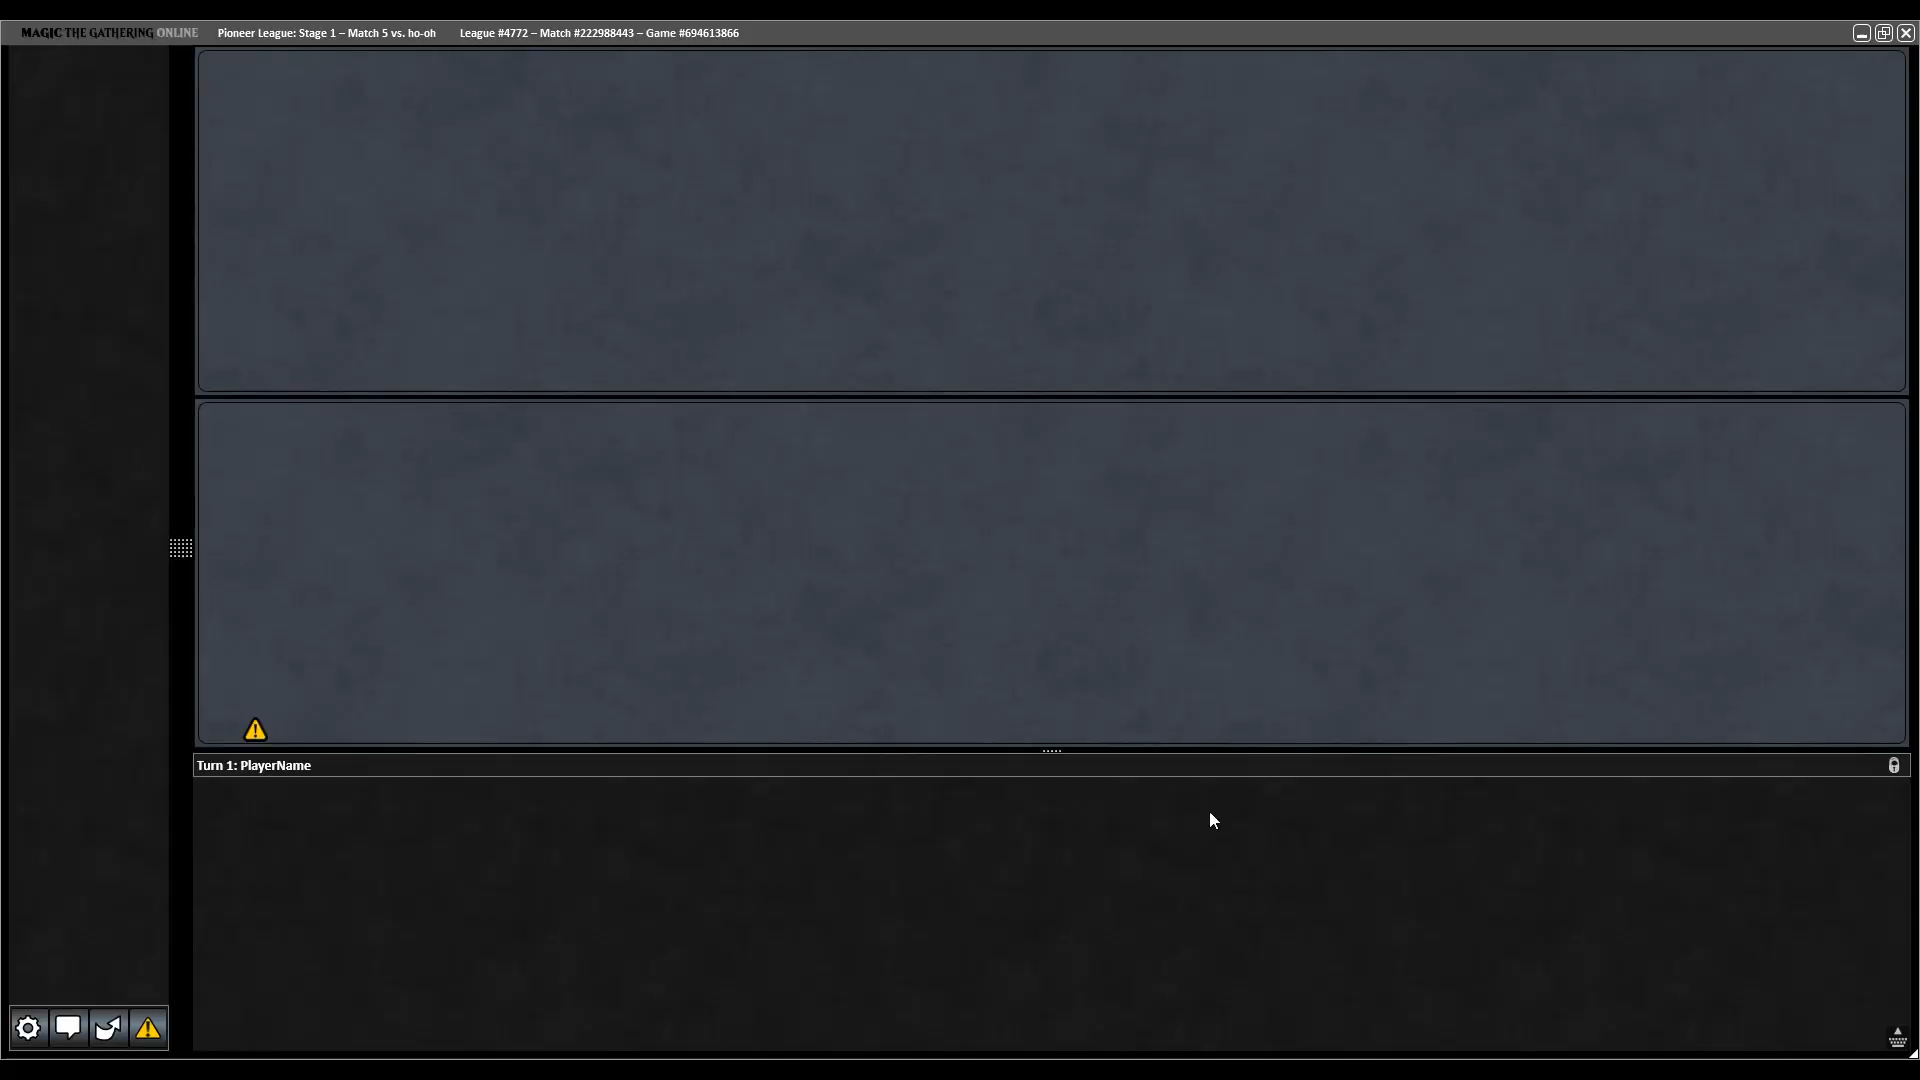 MAGIC THE GATHERING ONLINE Pioneer League: Stage 1 – Match 5 vs. ho-oh League #4772 – Match #222988443 – Game #694613866
Turn 1: PlayerName